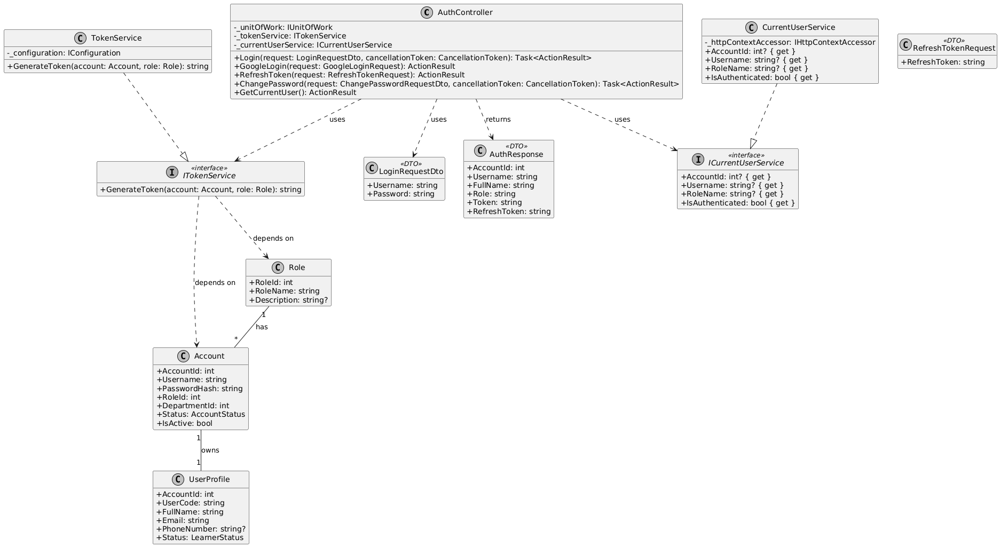 C AuthController
-_unitOfWork: IUnitOfWork
-_tokenService: ITokenService
-_currentUserService: ICurrentUserService
+Login(request: LoginRequestDto, cancellationToken: CancellationToken): Task<ActionResult>
+GoogleLogin(request: GoogleLoginRequest): ActionResult
+RefreshToken(request: RefreshTokenRequest): ActionResult
+ChangePassword(request: ChangePasswordRequestDto, cancellationToken: CancellationToken): Task<ActionResult>
+GetCurrentUser(): ActionResult
C TokenService
-_configuration: IConfiguration
+GenerateToken(account: Account, role: Role): string
C CurrentUserService
-_httpContextAccessor: IHttpContextAccessor
+AccountId: int? { get }
+Username: string? { get }
+RoleName: string? { get }
+IsAuthenticated: bool { get }
C «DTO»
RefreshTokenRequest
+RefreshToken: string
uses
uses
returns
uses
I «interface»
ITokenService
+GenerateToken(account: Account, role: Role): string
C «DTO»
LoginRequestDto
+Username: string
+Password: string
C «DTO»
AuthResponse
+AccountId: int
+Username: string
+FullName: string
+Role: string
+Token: string
+RefreshToken: string
I «interface»
ICurrentUserService
+AccountId: int? { get }
+Username: string? { get }
+RoleName: string? { get }
+IsAuthenticated: bool { get }
depends on
depends on
C Role
+RoleId: int
+RoleName: string
+Description: string?
1
has
*
C Account
+AccountId: int
+Username: string
+PasswordHash: string
+RoleId: int
+DepartmentId: int
+Status: AccountStatus
+IsActive: bool
1
owns
1
C UserProfile
+AccountId: int
+UserCode: string
+FullName: string
+Email: string
+PhoneNumber: string?
+Status: LearnerStatus